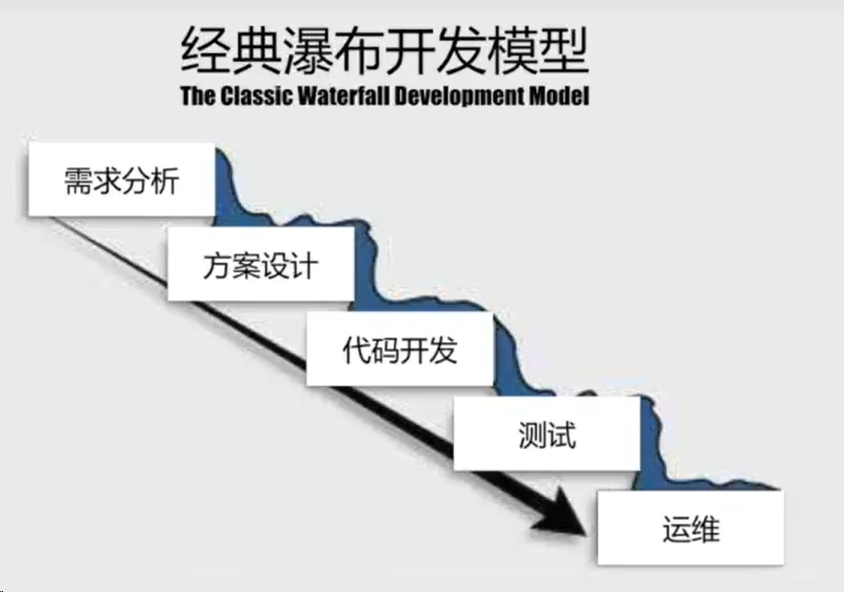 经典瀑布开发模型
The Classic Waterfall Development Model
需求分析
方案设计
代码开发
测试
运维